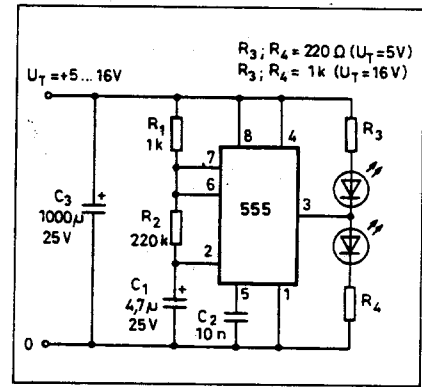 R3 ; R4 = 220 Ω (UT = 5V)
R3 ; R4 = 1k (UT = 16V)
UT = +5 ... 16V
R1
1k
8
4
R3
7
6
C3
+
1000µ
25V
R2
220k
555
3
2
C1
+
4,7µ
25V
5
1
C2
10n
R4
0